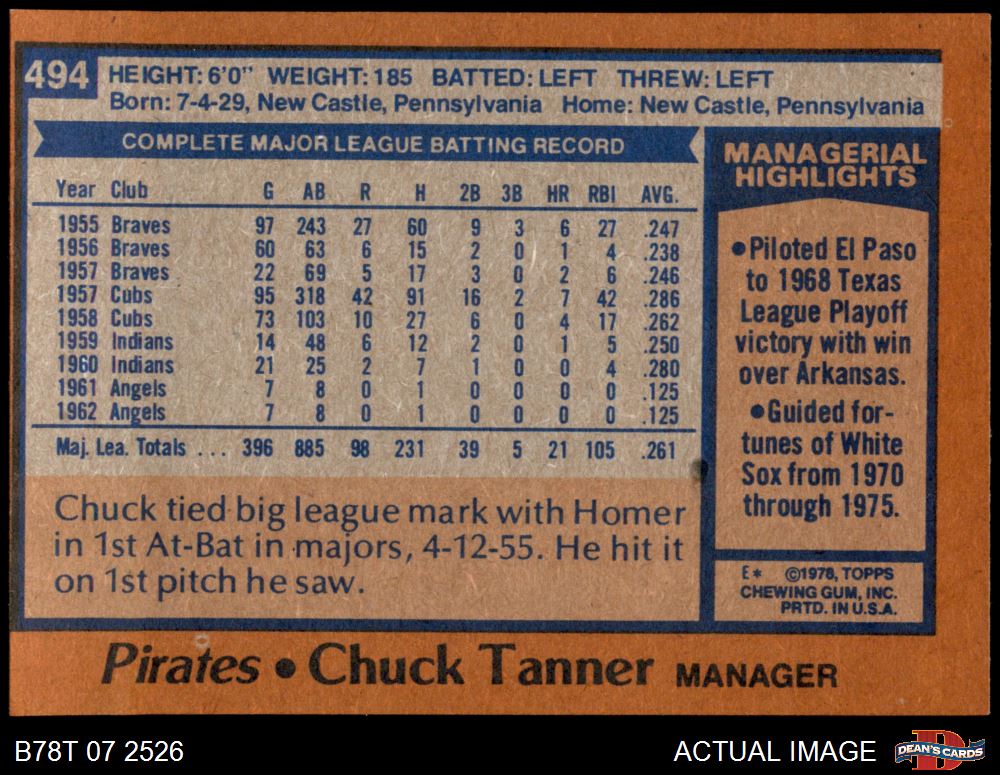 494
HEIGHT: 6'0" WEIGHT: 185 BATTED: LEFT THREW: LEFT
Born: 7-4-29, New Castle, Pennsylvania Home: New Castle, Pennsylvania
COMPLETE MAJOR LEAGUE BATTING RECORD
Year Club G AB R H 2B 3B HR RBI AVG.
1955 Braves 97 243 27 60 9 3 6 27 .247
1956 Braves 60 63 6 15 2 0 1 4 .238
1957 Braves 22 69 5 17 3 0 2 6 .246
1957 Cubs 95 318 42 91 16 2 7 42 .286
1958 Cubs 73 103 10 27 6 0 4 17 .262
1959 Indians 14 48 6 12 2 0 1 5 .250
1960 Indians 21 25 2 7 1 0 0 4 .280
1961 Angels 7 8 0 1 0 0 0 0 .125
1962 Angels 7 8 0 1 0 0 0 0 .125
Maj. Lea. Totals ... 396 885 98 231 39 5 21 105 .261
Chuck tied big league mark with Homer
in 1st At-Bat in majors, 4-12-55. He hit it
on 1st pitch he saw.
MANAGERIAL
HIGHLIGHTS
•Piloted El Paso
to 1968 Texas
League Playoff
victory with win
over Arkansas.
•Guided for-
tunes of White
Sox from 1970
through 1975.
E* ©1978, TOPPS
CHEWING GUM, INC.
PRTD. IN U.S.A.
Pirates • Chuck Tanner MANAGER
B78T 07 2526
ACTUAL IMAGE
D
DEAN'S CARDS